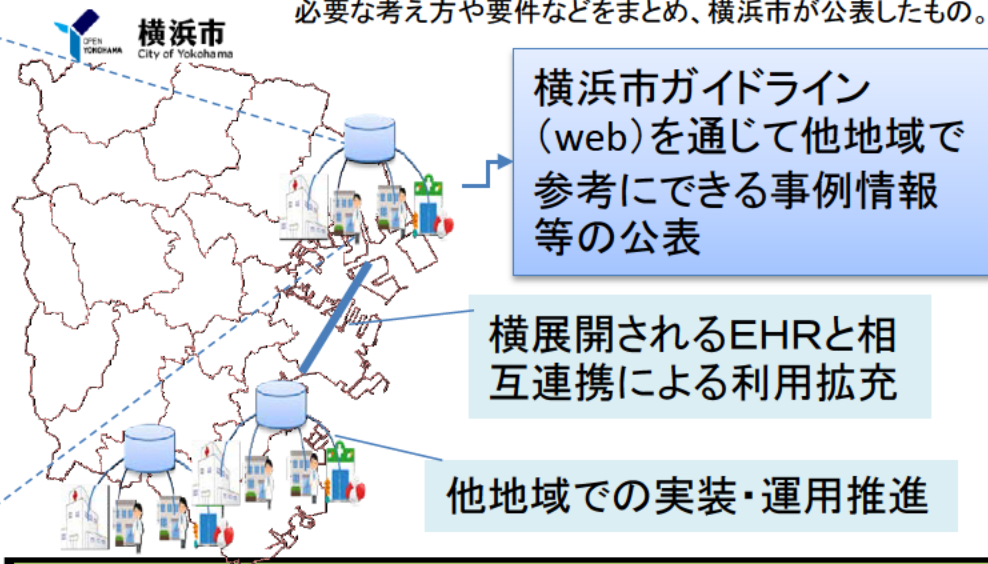 必要な考え方や要件などをまとめ、横浜市が公表したもの。
OPEN
YOKOHAMA
横浜市
City of Yokohama
横浜市ガイドライン
(web)を通じて他地域で
参考にできる事例情報
等の公表
横展開されるEHRと相
互連携による利用拡充
他地域での実装・運用推進